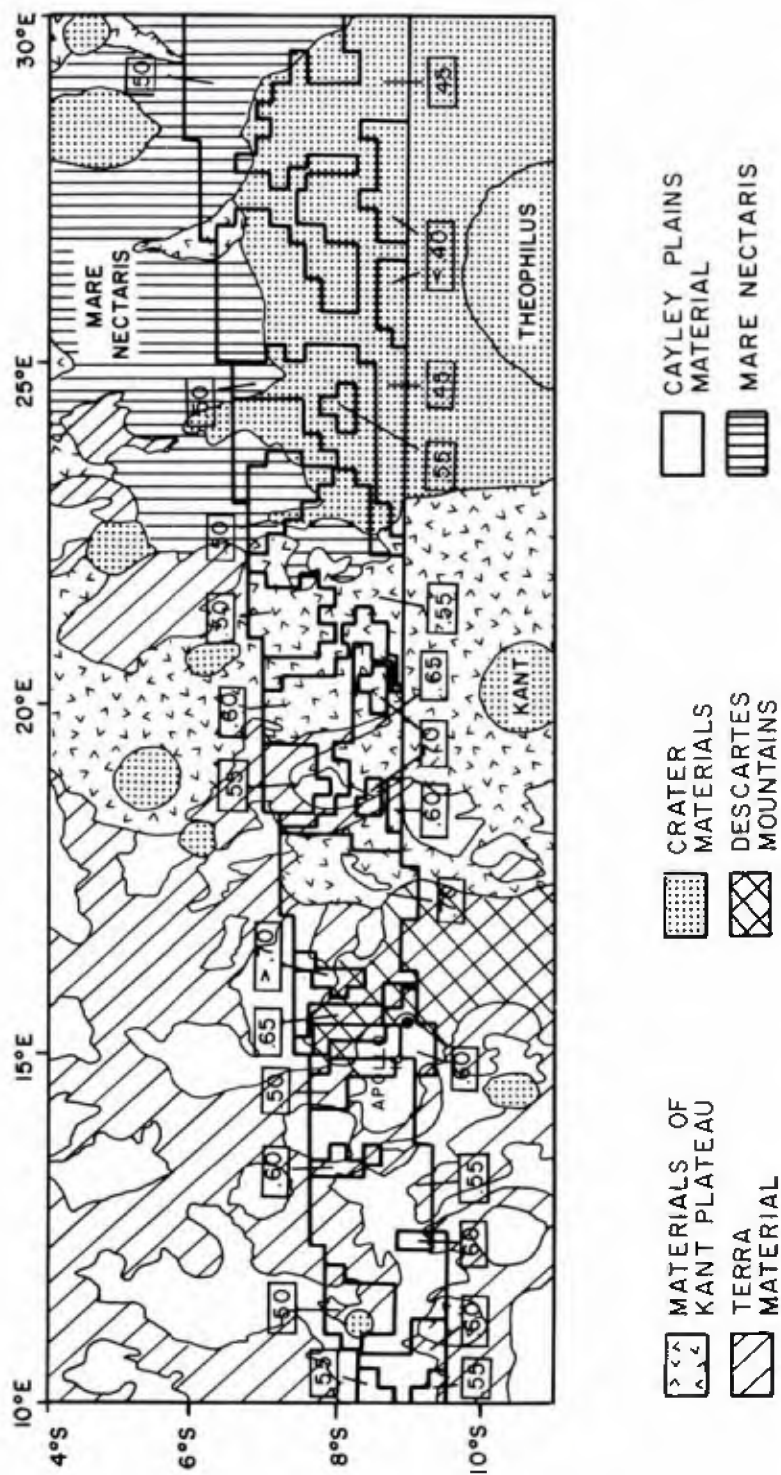 10°E
15°E
20°E
25°E
30°E
4°S
6°S
8°S
10°S
MARE
NECTARIS
THEOPHILUS
KANT
APOLLO
.55
.50
.60
.50
.65
>.70
.55
.60
.50
.50
.50
.50
.55
.60
.55
.60
.70
.60
.70
.65
.55
.55
.45
<.40
.45
MATERIALS OF
KANT PLATEAU
TERRA
MATERIAL
CRATER
MATERIALS
DESCARTES
MOUNTAINS
CAYLEY PLAINS
MATERIAL
MARE NECTARIS